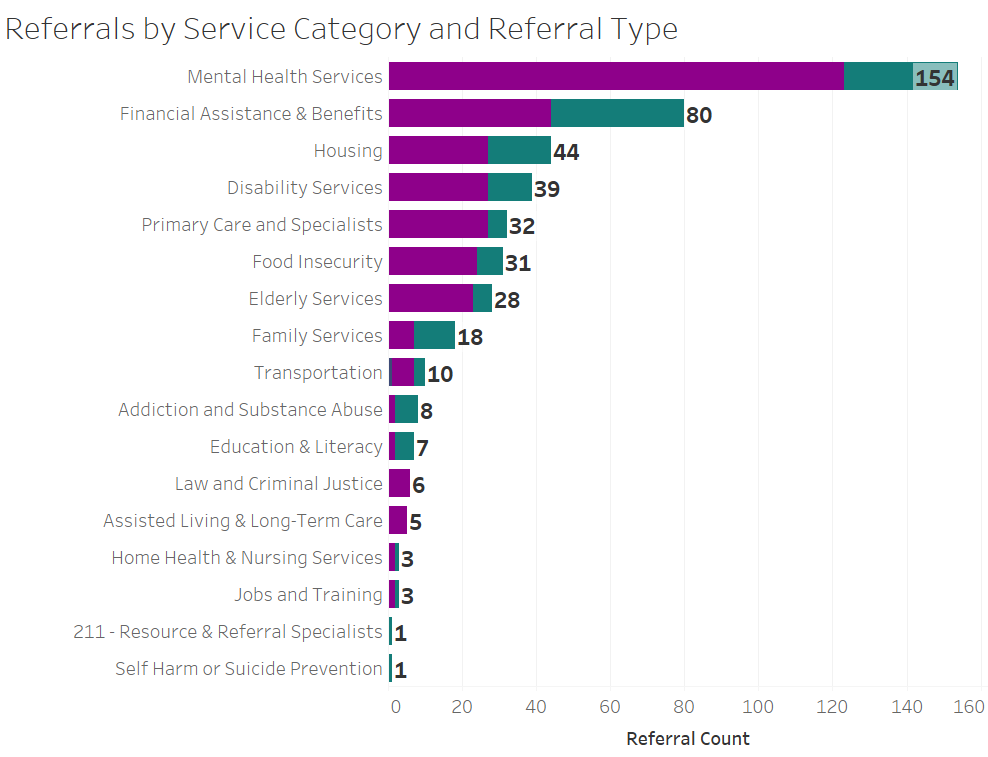 Referrals by Service Category and Referral Type
Mental Health Services 154
Financial Assistance & Benefits 80
Housing 44
Disability Services 39
Primary Care and Specialists 32
Food Insecurity 31
Elderly Services 28
Family Services 18
Transportation 10
Addiction and Substance Abuse 8
Education & Literacy 7
Law and Criminal Justice 6
Assisted Living & Long-Term Care 5
Home Health & Nursing Services 3
Jobs and Training 3
211 - Resource & Referral Specialists 1
Self Harm or Suicide Prevention 1
0 20 40 60 80 100 120 140 160
Referral Count